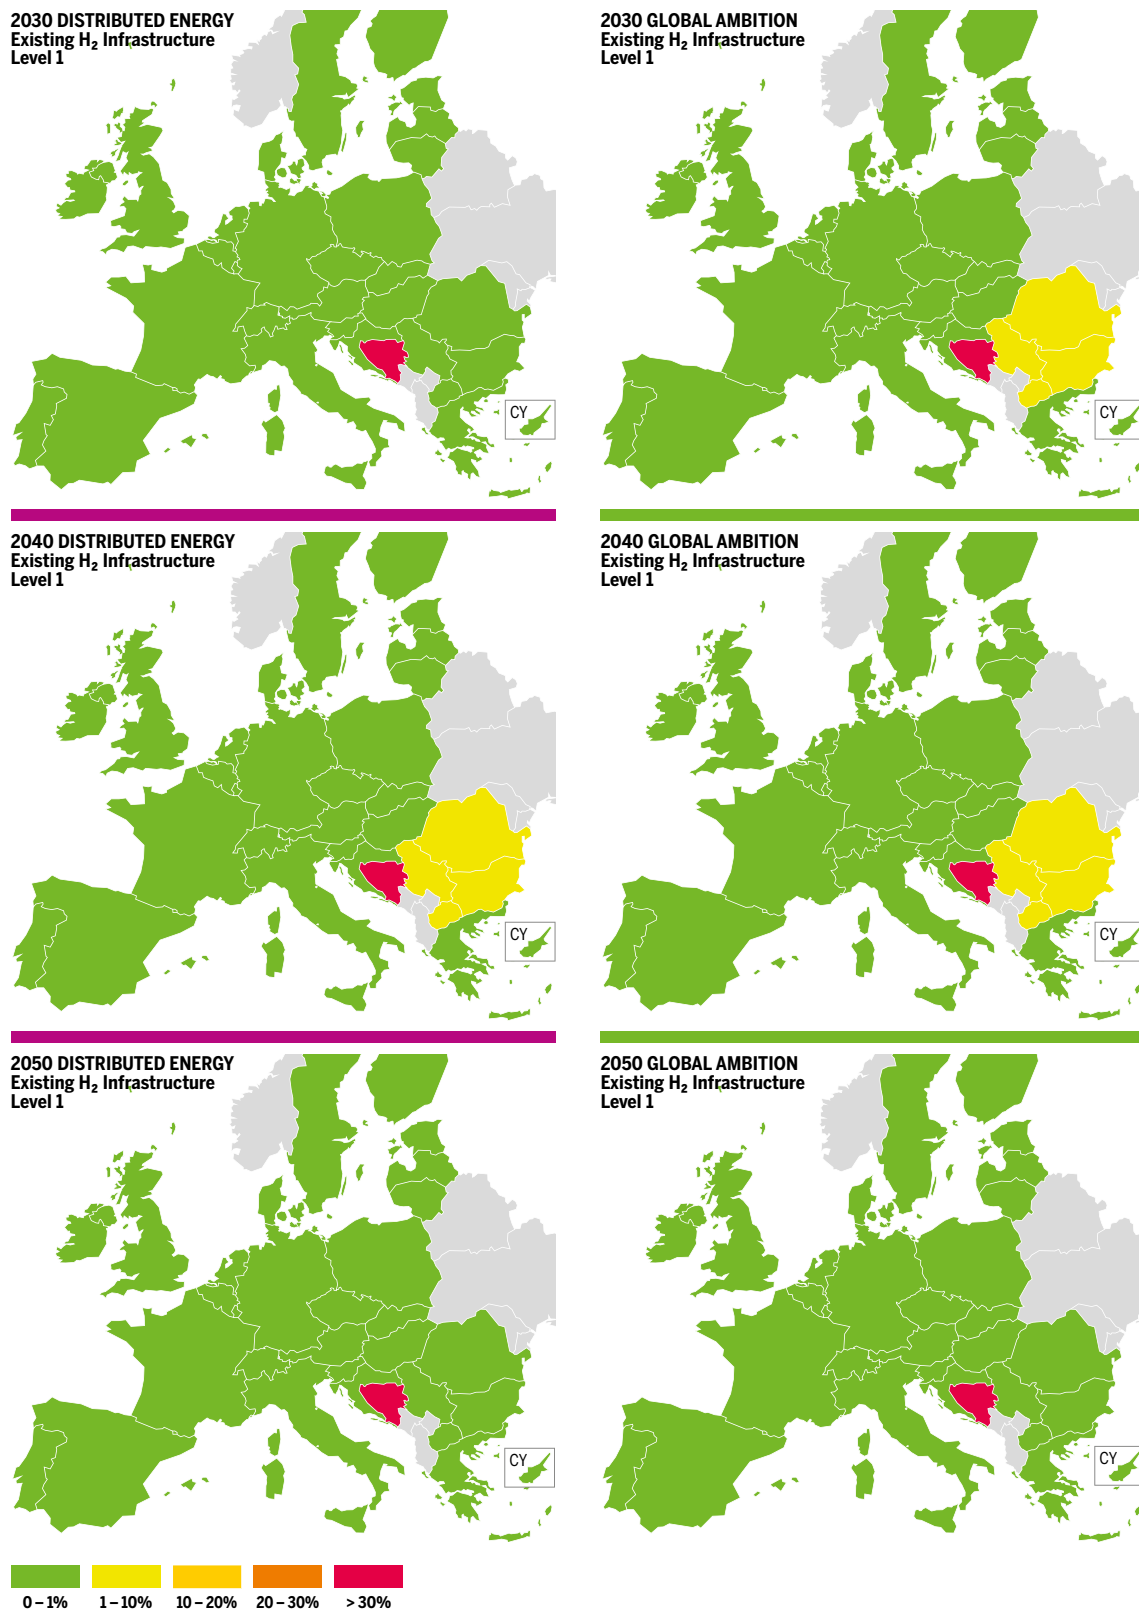 2030 DISTRIBUTED ENERGY
Existing H₂ Infrastructure
Level 1
CY
2030 GLOBAL AMBITION
Existing H₂ Infrastructure
Level 1
CY
2040 DISTRIBUTED ENERGY
Existing H₂ Infrastructure
Level 1
CY
2040 GLOBAL AMBITION
Existing H₂ Infrastructure
Level 1
CY
2050 DISTRIBUTED ENERGY
Existing H₂ Infrastructure
Level 1
CY
2050 GLOBAL AMBITION
Existing H₂ Infrastructure
Level 1
CY
0 – 1% 1 – 10% 10 – 20% 20 – 30% > 30%